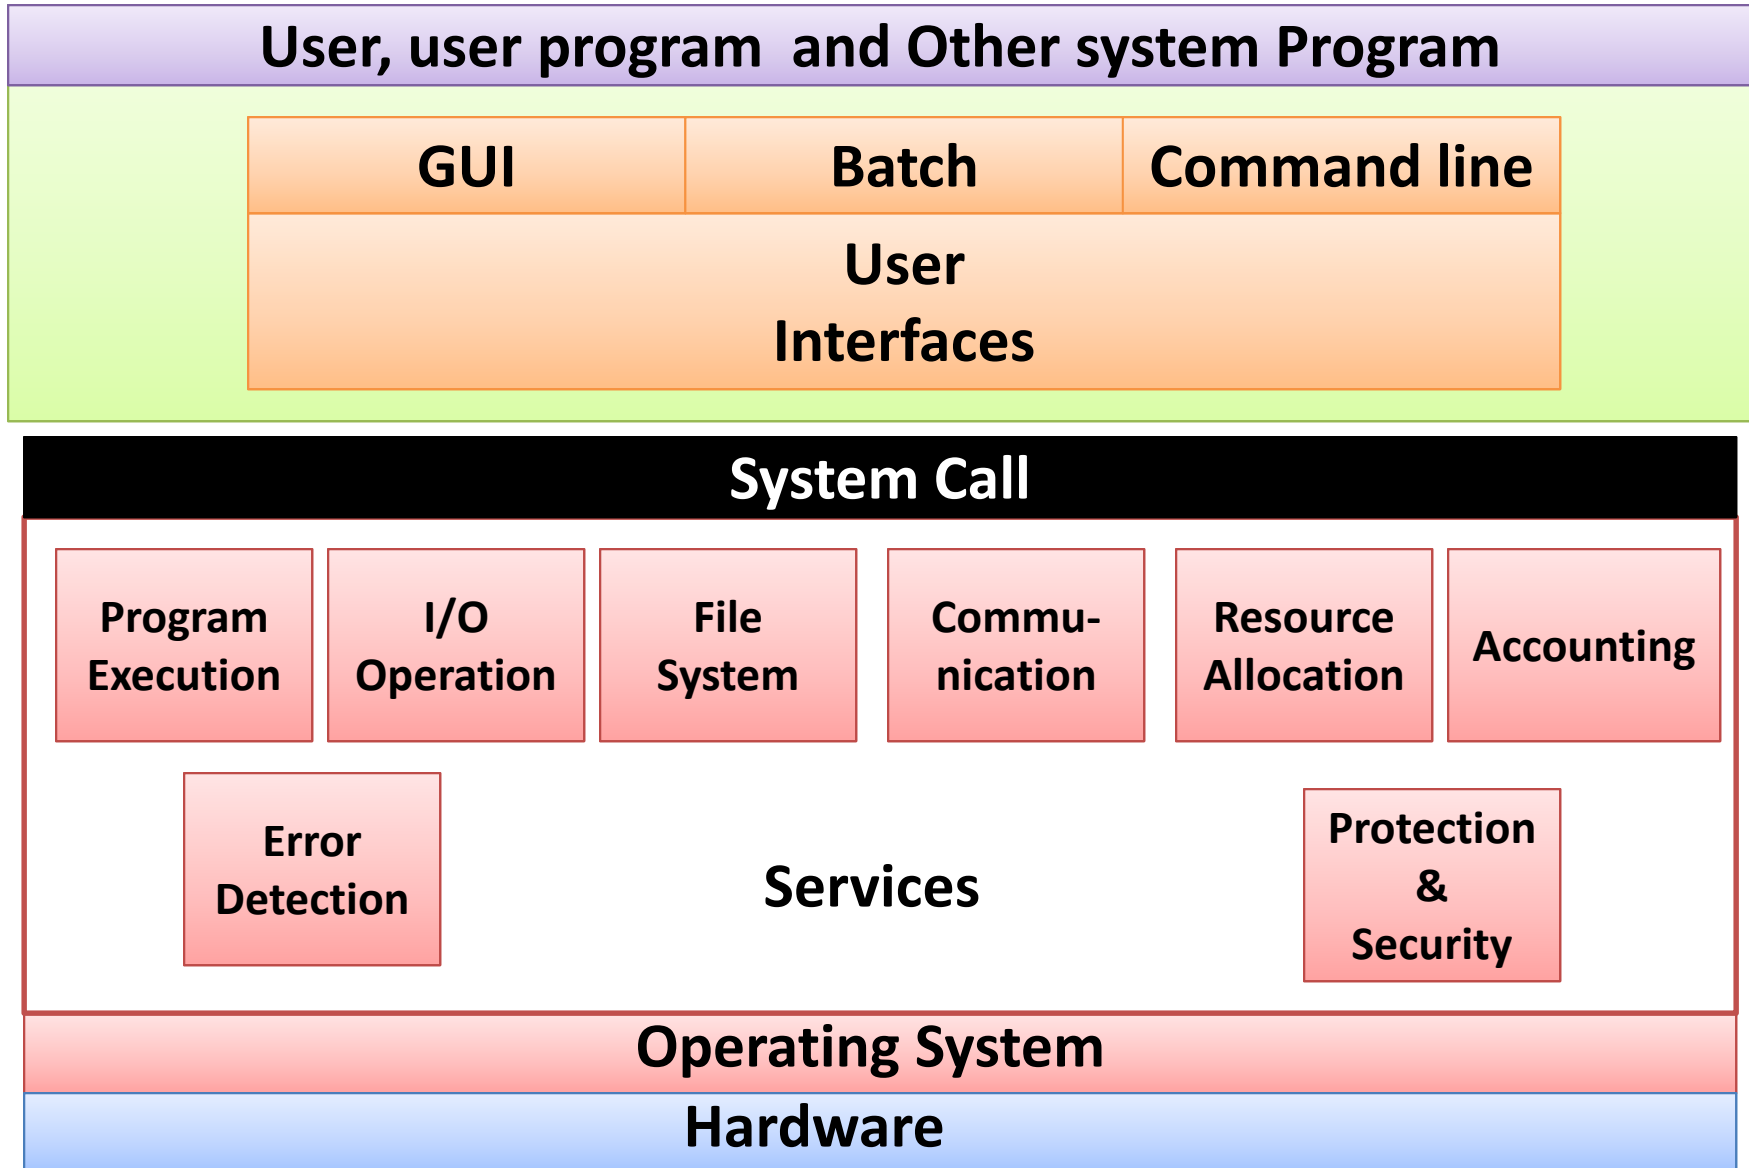 User, user program  and Other system Program
GUI
Batch
Command line
User
Interfaces
System Call
Program
Execution
I/O
Operation
File
System
Commu-
nication
Resource
Allocation
Accounting
Error
Detection
Services
Protection
&
Security
Operating System
Hardware